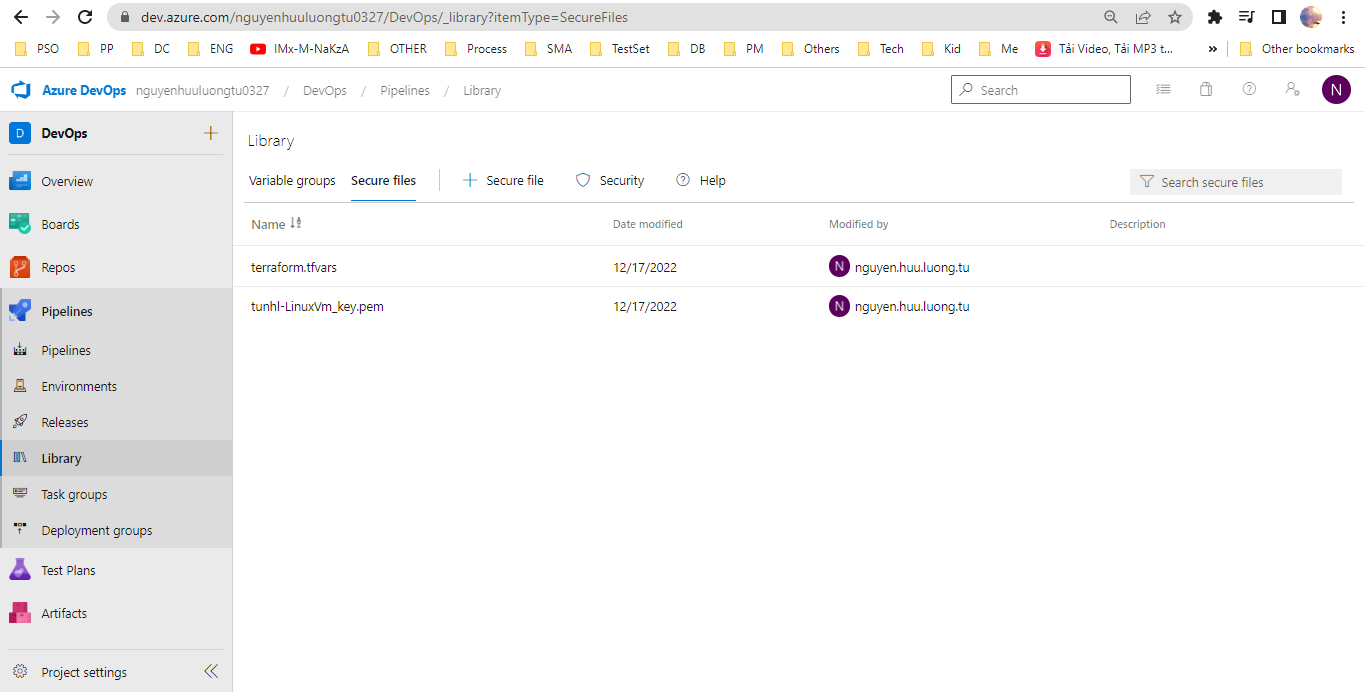 dev.azure.com/nguyenhuuluongtu0327/DevOps/_library?itemType=SecureFiles
PSO PP DC ENG IMx-M-NaKzA OTHER Process SMA TestSet DB PM Others Tech Kid Me Tải Video, Tải MP3 t... » Other bookmarks
Azure DevOps nguyenhuuluongtu0327 / DevOps / Pipelines / Library Search N
D DevOps
Overview
Boards
Repos
Pipelines
Pipelines
Environments
Releases
Library
Task groups
Deployment groups
Test Plans
Artifacts
Project settings
Library
Variable groups Secure files Secure file Security Help Search secure files
Name Date modified Modified by Description
terraform.tfvars 12/17/2022 N nguyen.huu.luong.tu
tunhl-LinuxVm_key.pem 12/17/2022 N nguyen.huu.luong.tu